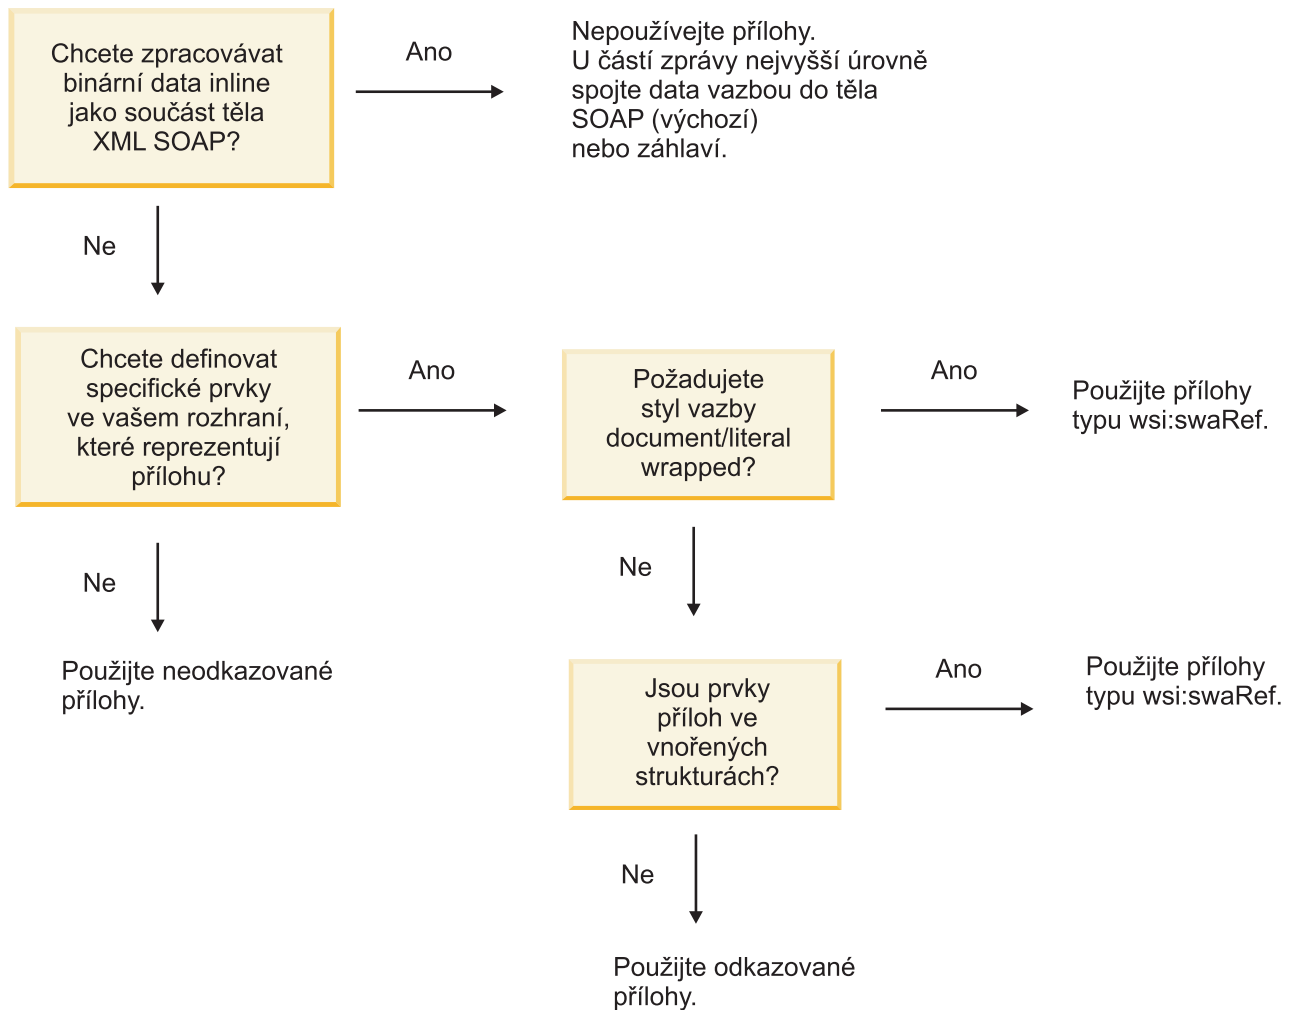 Chcete zpracovávat
binární data inline
jako součást těla
XML SOAP?
Ano
Nepoužívejte přílohy.
U částí zprávy nejvyšší úrovně
spojte data vazbou do těla
SOAP (výchozí)
nebo záhlaví.
Ne
Chcete definovat
specifické prvky
ve vašem rozhraní,
které reprezentují
přílohu?
Ano
Požadujete
styl vazby
document/literal
wrapped?
Ano
Použijte přílohy
typu wsi:swaRef.
Ne
Použijte neodkazované
přílohy.
Ne
Jsou prvky
příloh ve
vnořených
strukturách?
Ano
Použijte přílohy
typu wsi:swaRef.
Ne
Použijte odkazované
přílohy.